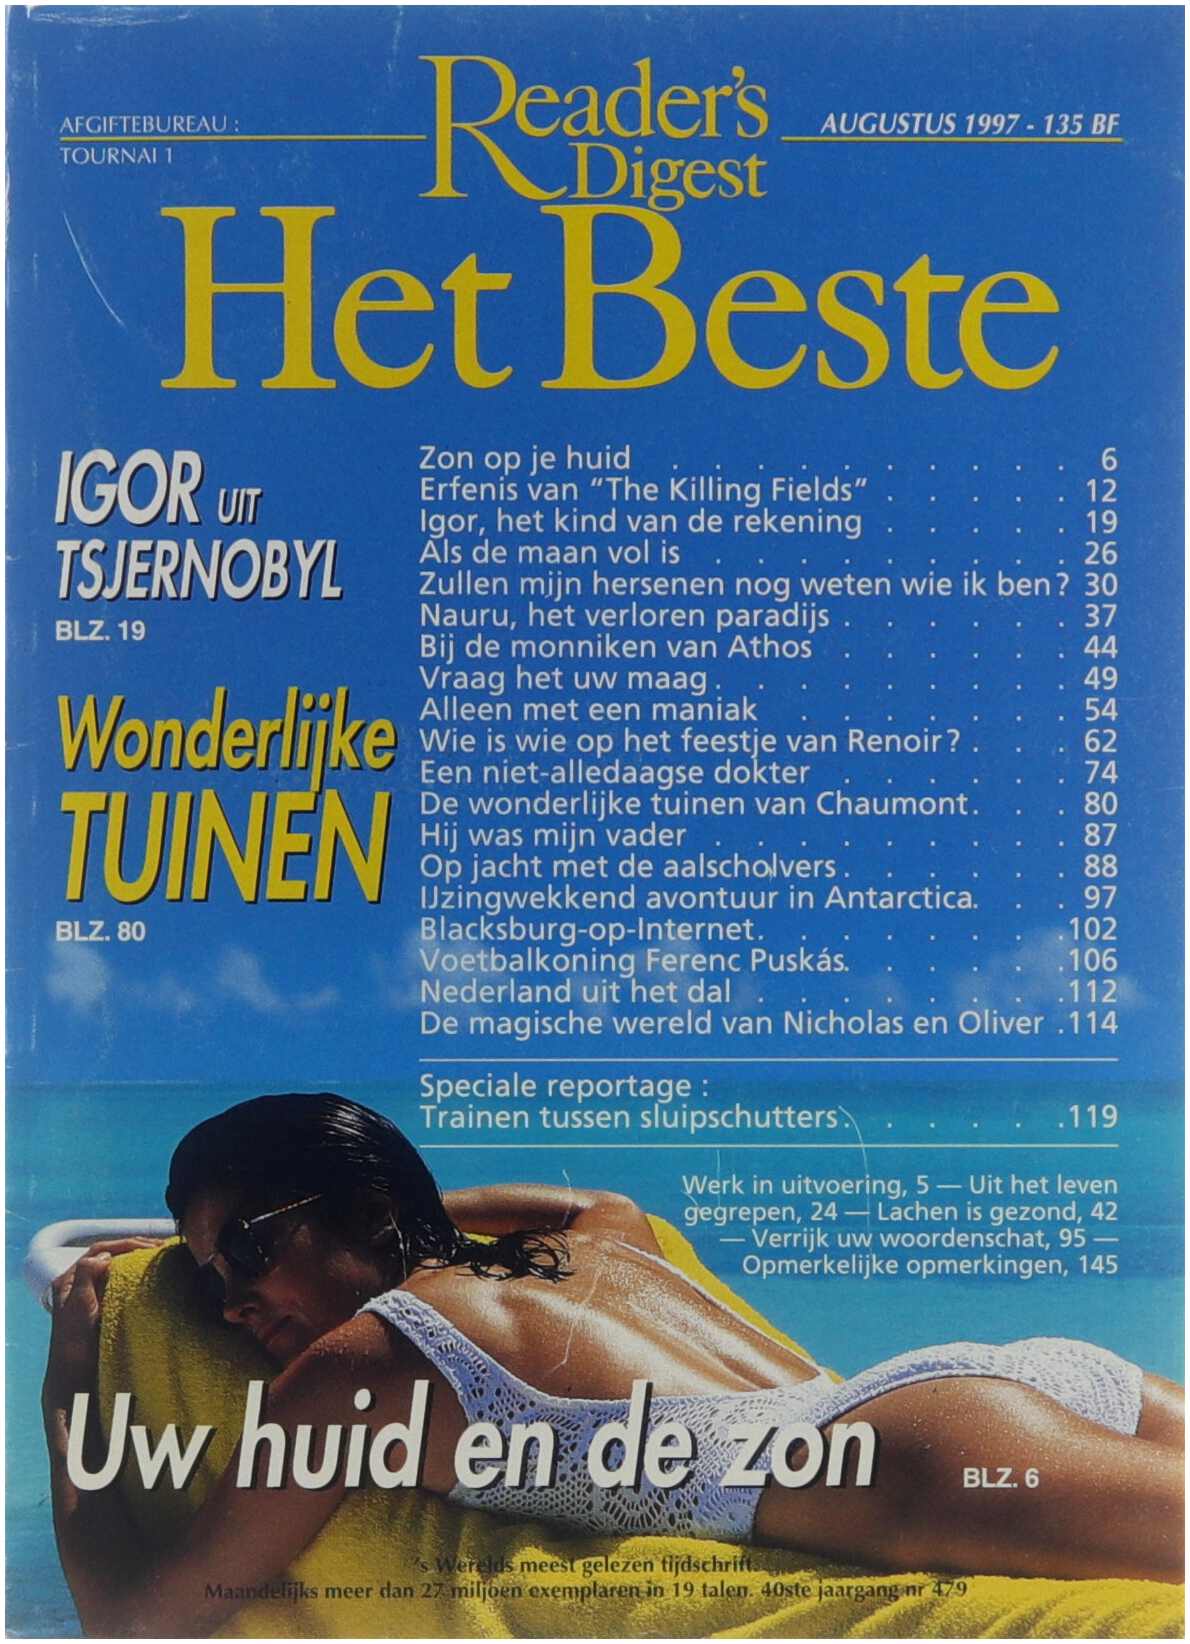 AFGIFTEBUREAU :
TOURNAI 1
Reader's
Digest
AUGUSTUS 1997 - 135 BF
Het Beste
IGOR UIT
TSJERNOBYL
BLZ. 19
Wonderlijke
TUINEN
BLZ. 80
Zon op je huid . . . . . . . . . . 6
Erfenis van “The Killing Fields” . . . . . 12
Igor, het kind van de rekening . . . . . 19
Als de maan vol is . . . . . . . . . 26
Zullen mijn hersenen nog weten wie ik ben? 30
Nauru, het verloren paradijs . . . . . . 37
Bij de monniken van Athos . . . . . . 44
Vraag het uw maag . . . . . . . . . 49
Alleen met een maniak . . . . . . . 54
Wie is wie op het feestje van Renoir? . . . 62
Een niet-alledaagse dokter . . . . . . 74
De wonderlijke tuinen van Chaumont. . . 80
Hij was mijn vader . . . . . . . . . 87
Op jacht met de aalscholvers . . . . . . 88
IJzingwekkend avontuur in Antarctica. . . 97
Blacksburg-op-Internet. . . . . . . . .102
Voetbalkoning Ferenc Puskás. . . . . .106
Nederland uit het dal . . . . . . . .112
De magische wereld van Nicholas en Oliver .114
Speciale reportage :
Trainen tussen sluipschutters. . . . . .119
Werk in uitvoering, 5 — Uit het leven
gegrepen, 24 — Lachen is gezond, 42
— Verrijk uw woordenschat, 95 —
Opmerkelijke opmerkingen, 145
Uw huid en de zon
BLZ. 6
's Werelds meest gelezen tijdschrift.
Maandelijks meer dan 27 miljoen exemplaren in 19 talen. 40ste jaargang nr 479